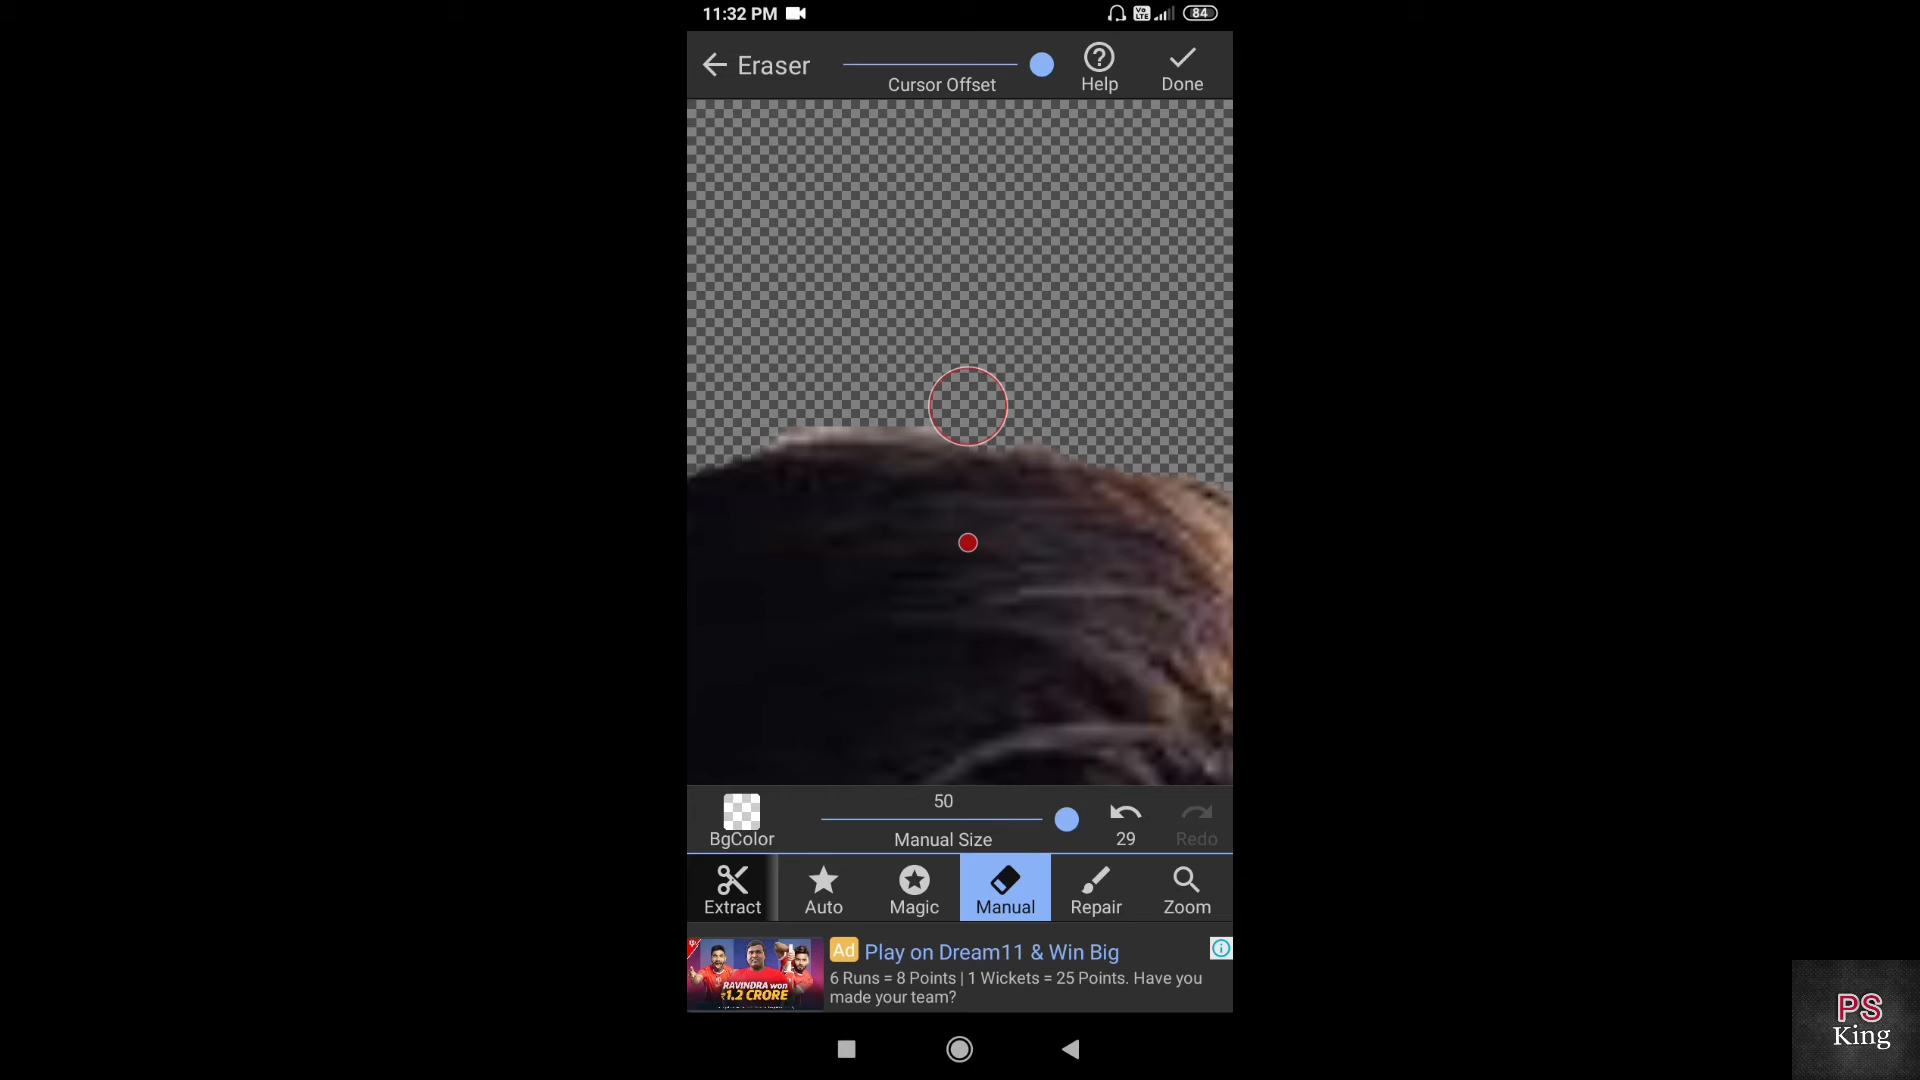 11:32 PM
Vo LTE
84
Eraser
Cursor Offset
Help
Done
50
BgColor
Manual Size
29
Redo
Extract
Auto
Magic
Manual
Repair
Zoom
RAVINDRA won
₹1.2 CRORE
Ad Play on Dream11 & Win Big
6 Runs = 8 Points | 1 Wickets = 25 Points. Have you
made your team?
PS
King